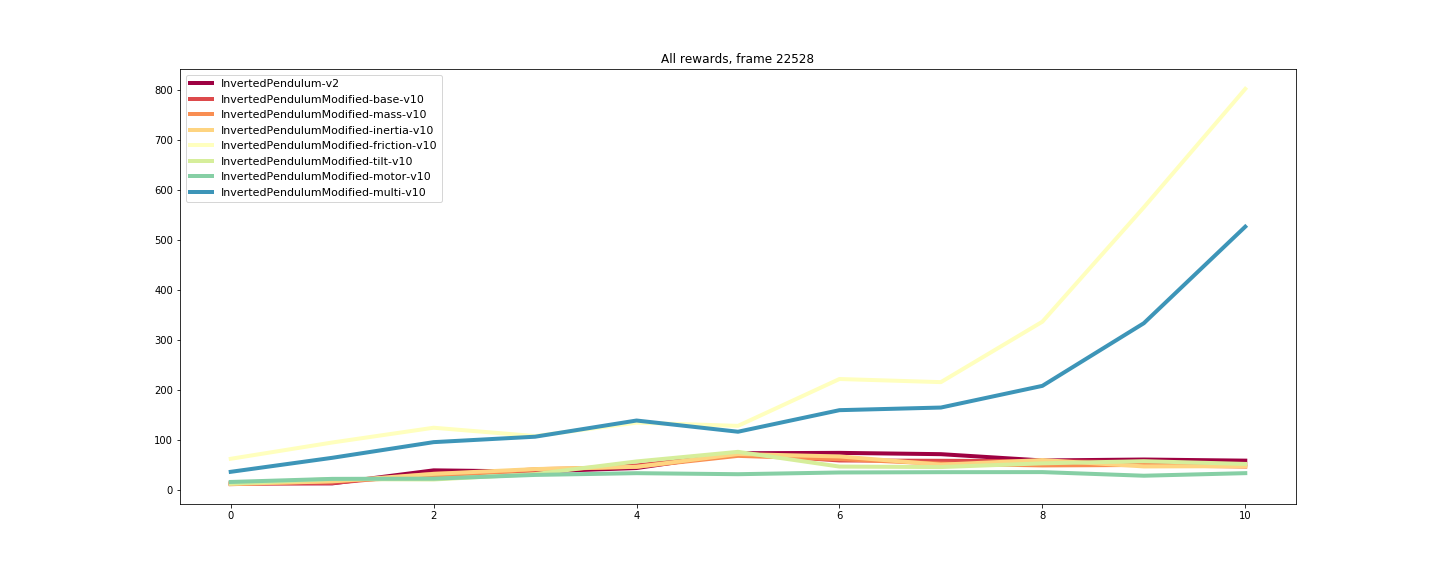 All rewards, frame 22528
InvertedPendulum-v2
InvertedPendulumModified-base-v10
InvertedPendulumModified-mass-v10
InvertedPendulumModified-inertia-v10
InvertedPendulumModified-friction-v10
InvertedPendulumModified-tilt-v10
InvertedPendulumModified-motor-v10
InvertedPendulumModified-multi-v10
800
700
600
500
400
300
200
100
0
0 2 4 6 8 10